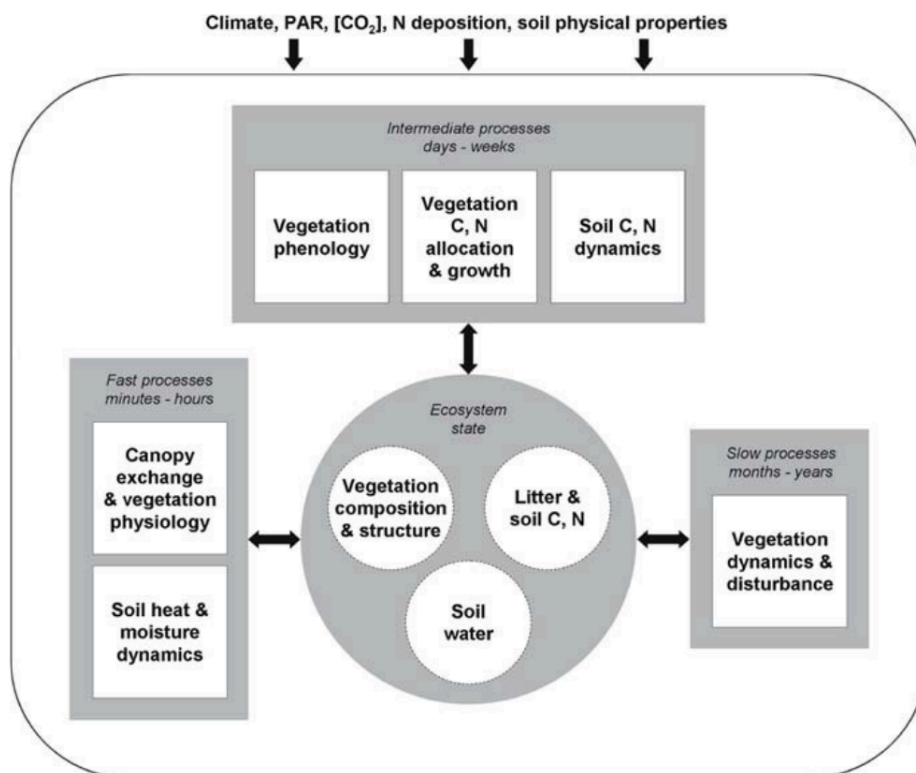 Climate, PAR, [CO₂], N deposition, soil physical properties
Intermediate processes
days - weeks
Vegetation
phenology
Vegetation
C, N
allocation
& growth
Soil C, N
dynamics
Fast processes
minutes - hours
Canopy
exchange
& vegetation
physiology
Soil heat &
moisture
dynamics
Ecosystem
state
Vegetation
composition
& structure
Litter &
soil C, N
Soil
water
Slow processes
months - years
Vegetation
dynamics &
disturbance